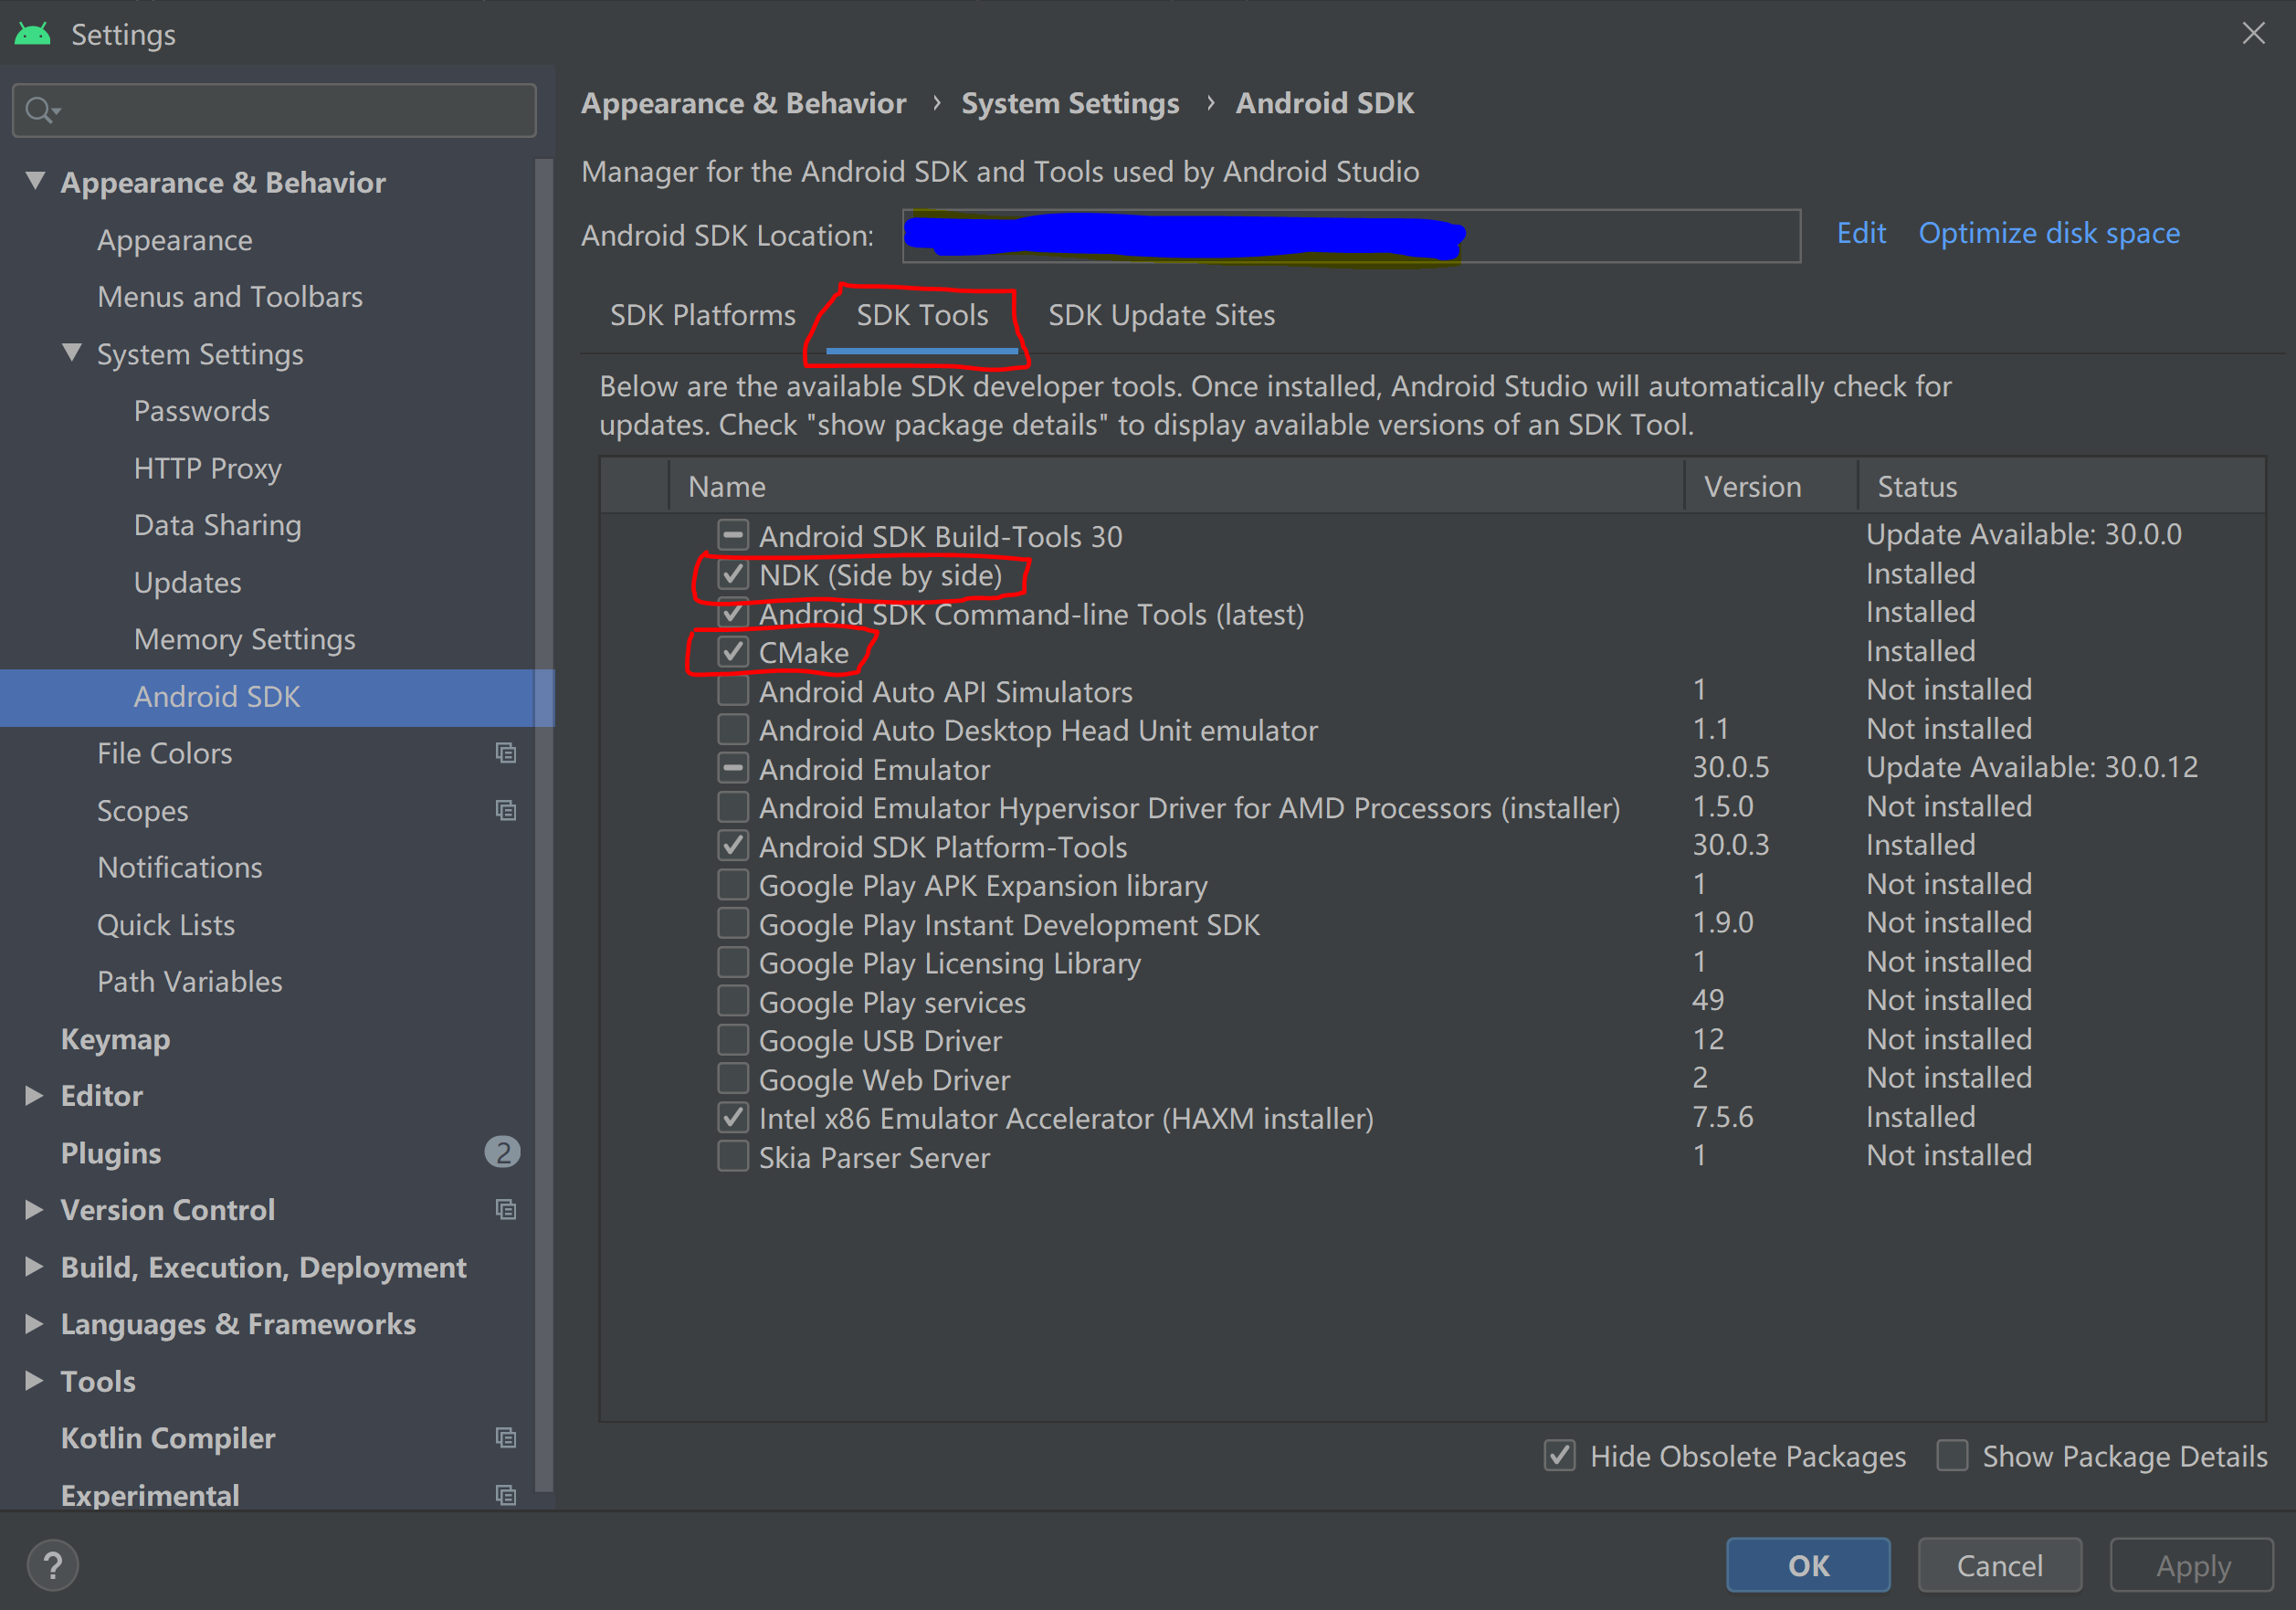 Settings
Appearance & Behavior
Appearance
Menus and Toolbars
System Settings
Passwords
HTTP Proxy
Data Sharing
Updates
Memory Settings
Android SDK
File Colors
Scopes
Notifications
Quick Lists
Path Variables
Keymap
Editor
Plugins 2
Version Control
Build, Execution, Deployment
Languages & Frameworks
Tools
Kotlin Compiler
Experimental
Appearance & Behavior › System Settings › Android SDK
Manager for the Android SDK and Tools used by Android Studio
Android SDK Location: Edit Optimize disk space
SDK Platforms SDK Tools SDK Update Sites
Below are the available SDK developer tools. Once installed, Android Studio will automatically check for
updates. Check "show package details" to display available versions of an SDK Tool.
Name Version Status
Android SDK Build-Tools 30 Update Available: 30.0.0
NDK (Side by side) Installed
Android SDK Command-line Tools (latest) Installed
CMake Installed
Android Auto API Simulators 1 Not installed
Android Auto Desktop Head Unit emulator 1.1 Not installed
Android Emulator 30.0.5 Update Available: 30.0.12
Android Emulator Hypervisor Driver for AMD Processors (installer) 1.5.0 Not installed
Android SDK Platform-Tools 30.0.3 Installed
Google Play APK Expansion library 1 Not installed
Google Play Instant Development SDK 1.9.0 Not installed
Google Play Licensing Library 1 Not installed
Google Play services 49 Not installed
Google USB Driver 12 Not installed
Google Web Driver 2 Not installed
Intel x86 Emulator Accelerator (HAXM installer) 7.5.6 Installed
Skia Parser Server 1 Not installed
Hide Obsolete Packages Show Package Details
? OK Cancel Apply